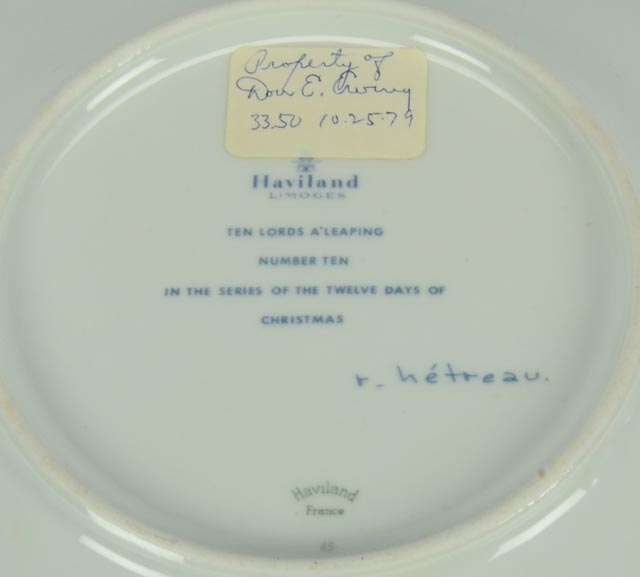 Property of
Don E.
33.50 10.25.79
Haviland
LIMOGES
TEN LORDS A'LEAPING
NUMBER TEN
IN THE SERIES OF THE TWELVE DAYS OF
CHRISTMAS
r. hétreau.
Haviland
France
45